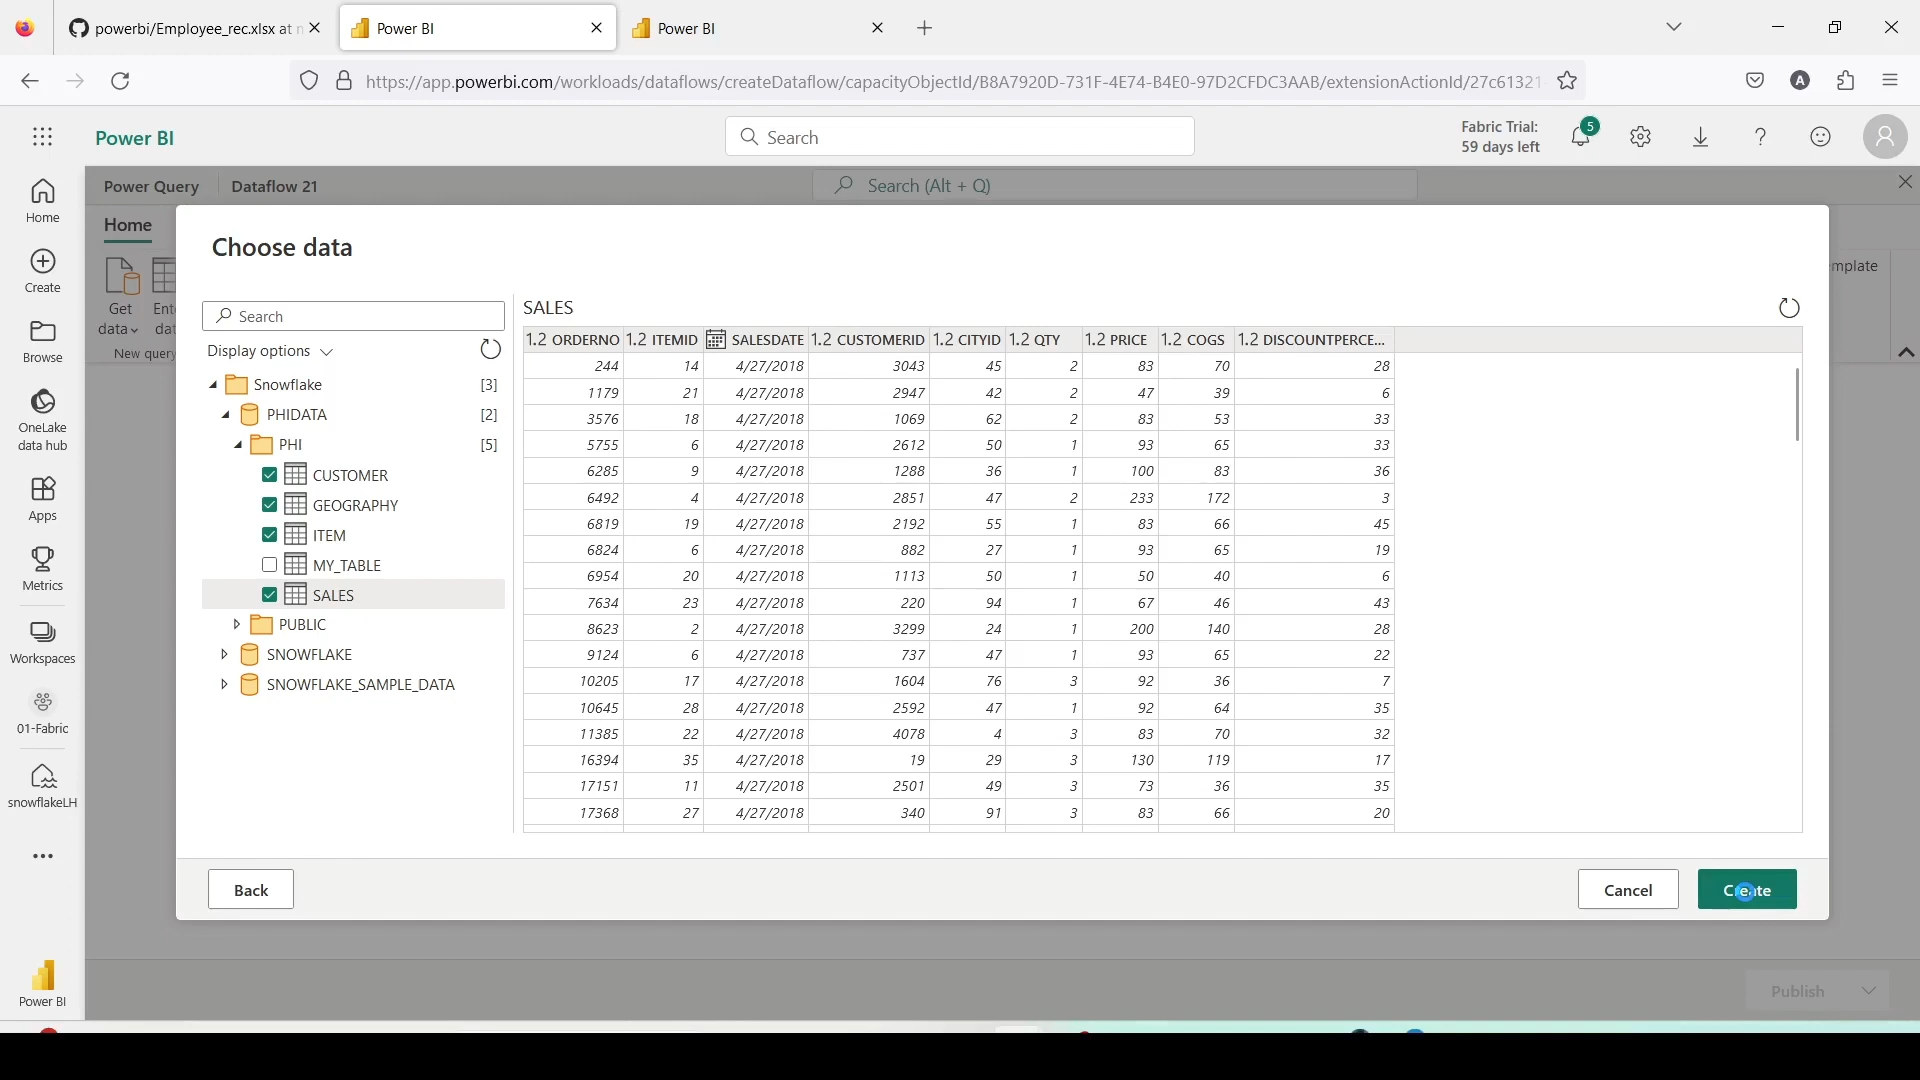 powerbi/Employee_rec.xlsx at n
Power BI
Power BI
https://app.powerbi.com/workloads/dataflows/createDataflow/capacityObjectId/B8A7920D-731F-4E74-B4E0-97D2CFDC3AAB/extensionActionId/27c61321
A
Power BI
Search
Fabric Trial:
59 days left
5
Home
Create
Browse
OneLake
data hub
Apps
Metrics
Workspaces
01-Fabric
snowflakeLH
Power BI
Power Query
Dataflow 21
Search (Alt + Q)
Home
Get
data
Ent
dat
New query
mplate
Choose data
Search
Display options
Snowflake [3]
PHIDATA [2]
PHI [5]
CUSTOMER
GEOGRAPHY
ITEM
MY_TABLE
SALES
PUBLIC
SNOWFLAKE
SNOWFLAKE_SAMPLE_DATA
SALES
1.2 ORDERNO 1.2 ITEMID SALESDATE 1.2 CUSTOMERID 1.2 CITYID 1.2 QTY 1.2 PRICE 1.2 COGS 1.2 DISCOUNTPERCE...
244 14 4/27/2018 3043 45 2 83 70 28
1179 21 4/27/2018 2947 42 2 47 39 6
3576 18 4/27/2018 1069 62 2 83 53 33
5755 6 4/27/2018 2612 50 1 93 65 33
6285 9 4/27/2018 1288 36 1 100 83 36
6492 4 4/27/2018 2851 47 2 233 172 3
6819 19 4/27/2018 2192 55 1 83 66 45
6824 6 4/27/2018 882 27 1 93 65 19
6954 20 4/27/2018 1113 50 1 50 40 6
7634 23 4/27/2018 220 94 1 67 46 43
8623 2 4/27/2018 3299 24 1 200 140 28
9124 6 4/27/2018 737 47 1 93 65 22
10205 17 4/27/2018 1604 76 3 92 36 7
10645 28 4/27/2018 2592 47 1 92 64 35
11385 22 4/27/2018 4078 4 3 83 70 32
16394 35 4/27/2018 19 29 3 130 119 17
17151 11 4/27/2018 2501 49 3 73 36 35
17368 27 4/27/2018 340 91 3 83 66 20
Back
Cancel
Create
Publish